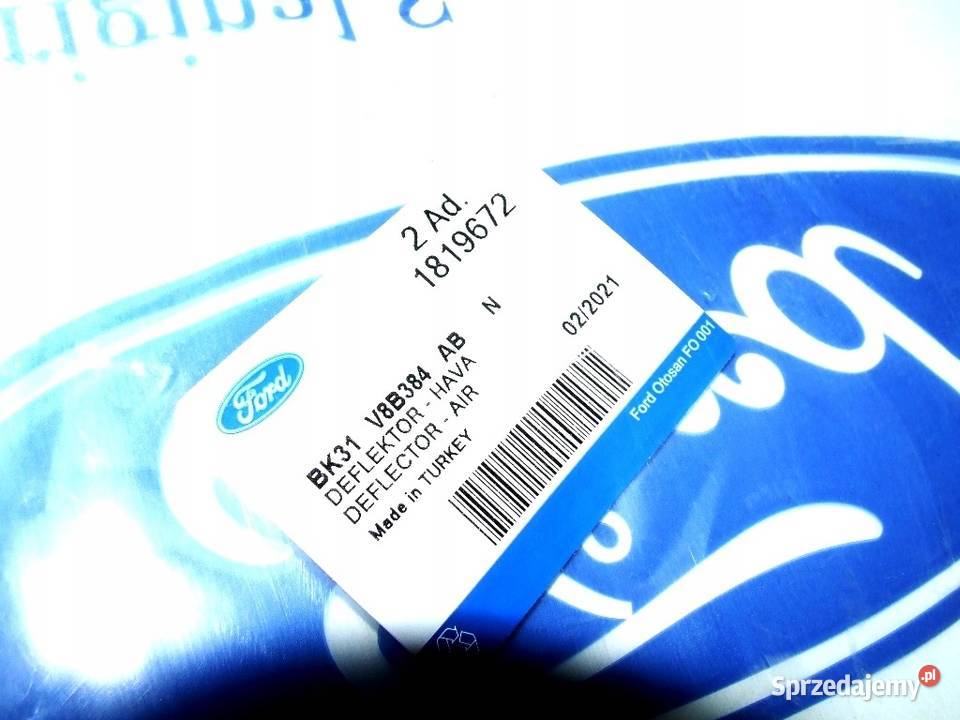 2 Ad.
1819672
Ford
BK31 V8B384 AB N
DEFLEKTOR - HAVA
DEFLECTOR - AIR
02/2021
Made in TURKEY
Ford Otosan FO 001
Sprzedajemy.pl